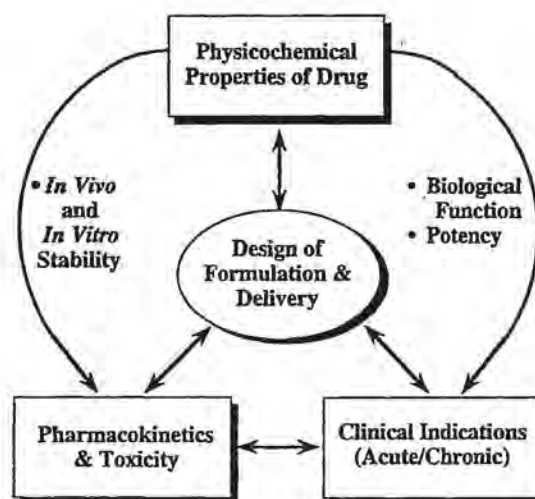 Physicochemical
Properties of Drug
• In Vivo
and
In Vitro
Stability
• Biological
Function
• Potency
Design of
Formulation &
Delivery
Pharmacokinetics
& Toxicity
Clinical Indications
(Acute/Chronic)